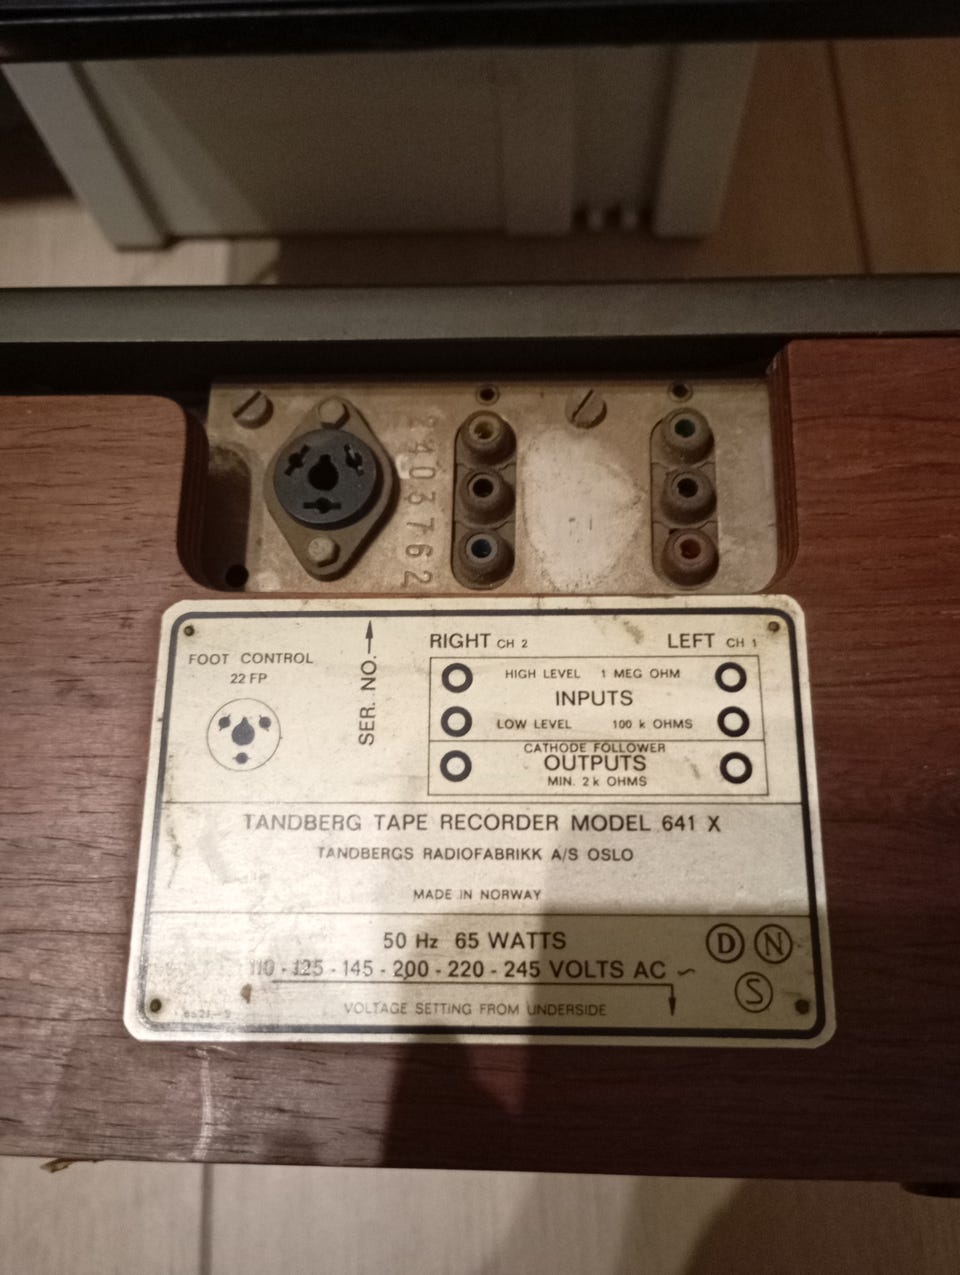 2403762
FOOT CONTROL
22 FP
SER. NO.
RIGHT CH 2
LEFT CH 1
HIGH LEVEL 1 MEG OHM
INPUTS
LOW LEVEL 100 k OHMS
CATHODE FOLLOWER
OUTPUTS
MIN. 2 k OHMS
TANDBERG TAPE RECORDER MODEL 641 X
TANDBERGS RADIOFABRIKK A/S OSLO
MADE IN NORWAY
50 Hz 65 WATTS
110 - 125 - 145 - 200 - 220 - 245 VOLTS AC ~
VOLTAGE SETTING FROM UNDERSIDE
D N
S